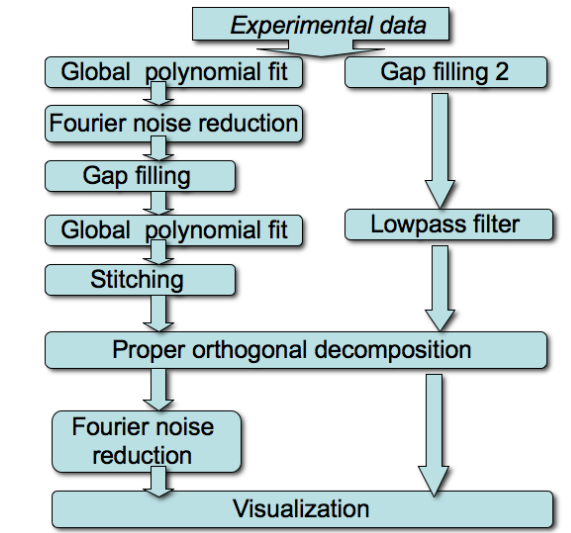 Experimental data
Global polynomial fit
Gap filling 2
Fourier noise reduction
Gap filling
Global polynomial fit
Lowpass filter
Stitching
Proper orthogonal decomposition
Fourier noise
reduction
Visualization